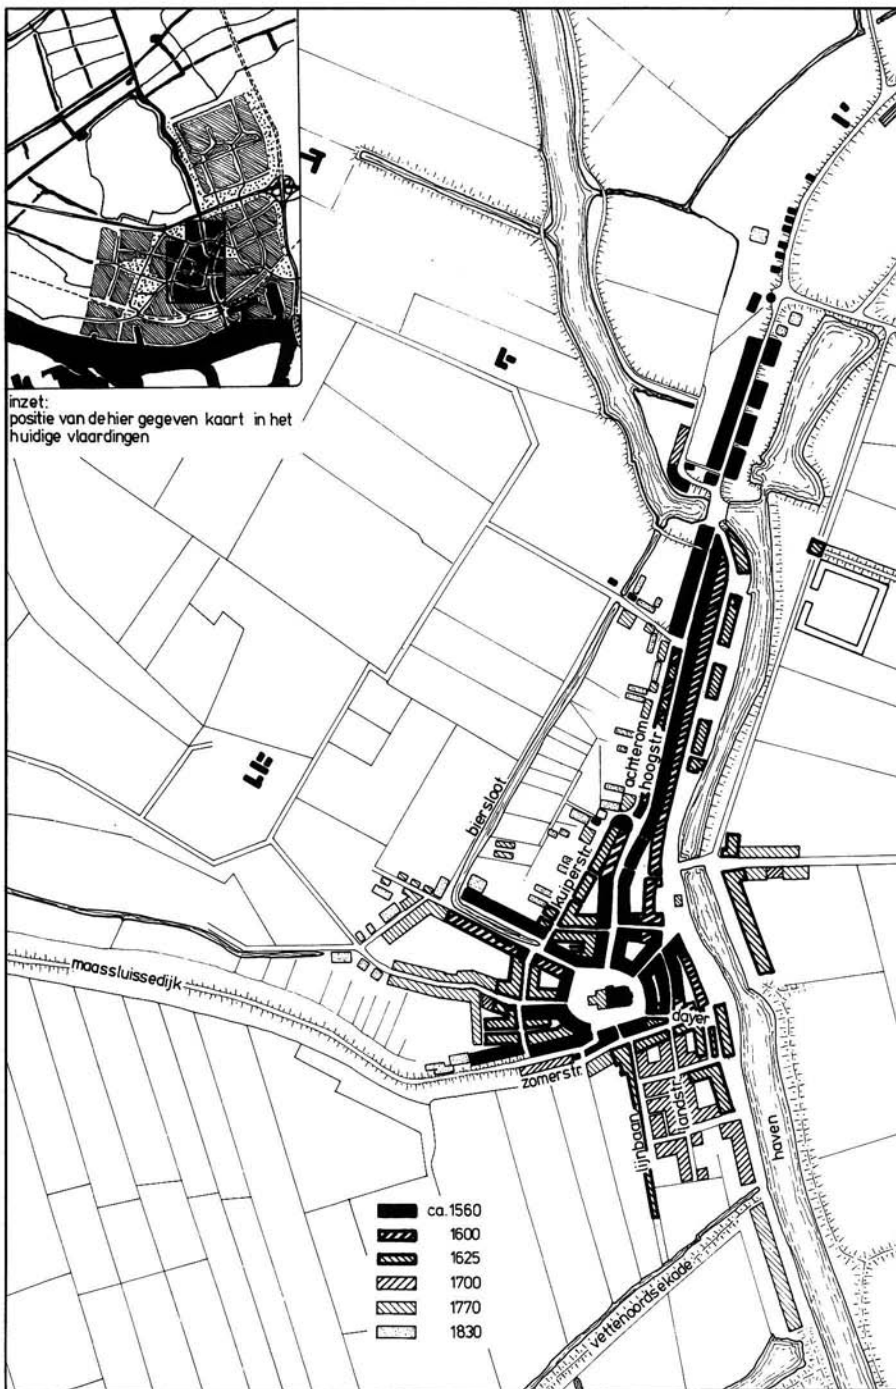 inzet:
positie van de hier gegeven kaart in het
huidige vlaardingen
biersloot
achterom
hoogstr.
kuiperstr.
maassluissedijk
dayer
zomerstr.
lijnbaan
landstr.
haven
vettenoordsekade
ca. 1560
1600
1625
1700
1770
1830